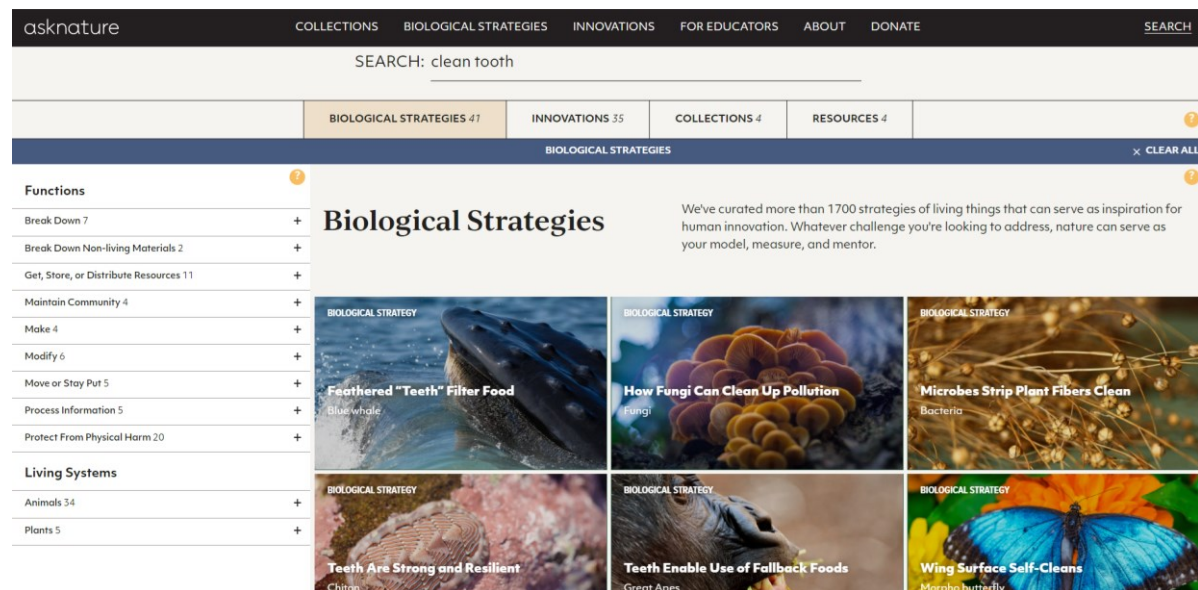 asknature
COLLECTIONS BIOLOGICAL STRATEGIES INNOVATIONS FOR EDUCATORS ABOUT DONATE SEARCH
SEARCH: clean tooth
BIOLOGICAL STRATEGIES 41 INNOVATIONS 35 COLLECTIONS 4 RESOURCES 4 ?
BIOLOGICAL STRATEGIES × CLEAR ALL
? ?
Functions
Break Down 7 +
Break Down Non-living Materials 2 +
Get, Store, or Distribute Resources 11 +
Maintain Community 4 +
Make 4 +
Modify 6 +
Move or Stay Put 5 +
Process Information 5 +
Protect From Physical Harm 20 +
Living Systems
Animals 34 +
Plants 5 +
Biological Strategies
We've curated more than 1700 strategies of living things that can serve as inspiration for
human innovation. Whatever challenge you're looking to address, nature can serve as
your model, measure, and mentor.
BIOLOGICAL STRATEGY
Feathered "Teeth" Filter Food
Blue whale
BIOLOGICAL STRATEGY
How Fungi Can Clean Up Pollution
Fungi
BIOLOGICAL STRATEGY
Microbes Strip Plant Fibers Clean
Bacteria
BIOLOGICAL STRATEGY
Teeth Are Strong and Resilient
Chiton
BIOLOGICAL STRATEGY
Teeth Enable Use of Fallback Foods
Great Apes
BIOLOGICAL STRATEGY
Wing Surface Self-Cleans
Morpho butterfly